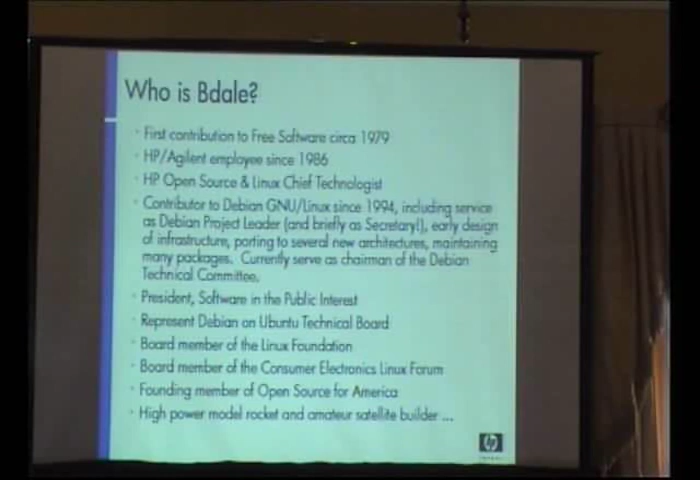 Who is Bdale?
First contribution to Free Software circa 1979
HP/Agilent employee since 1986
HP Open Source & Linux Chief Technologist
Contributor to Debian GNU/Linux since 1994, including service
as Debian Project Leader (and briefly as Secretary!), early design
of infrastructure, porting to several new architectures, maintaining
many packages. Currently serve as chairman of the Debian
Technical Committee.
President, Software in the Public Interest
Represent Debian on Ubuntu Technical Board
Board member of the Linux Foundation
Board member of the Consumer Electronics Linux Forum
Founding member of Open Source for America
High power model rocket and amateur satellite builder ...
hp